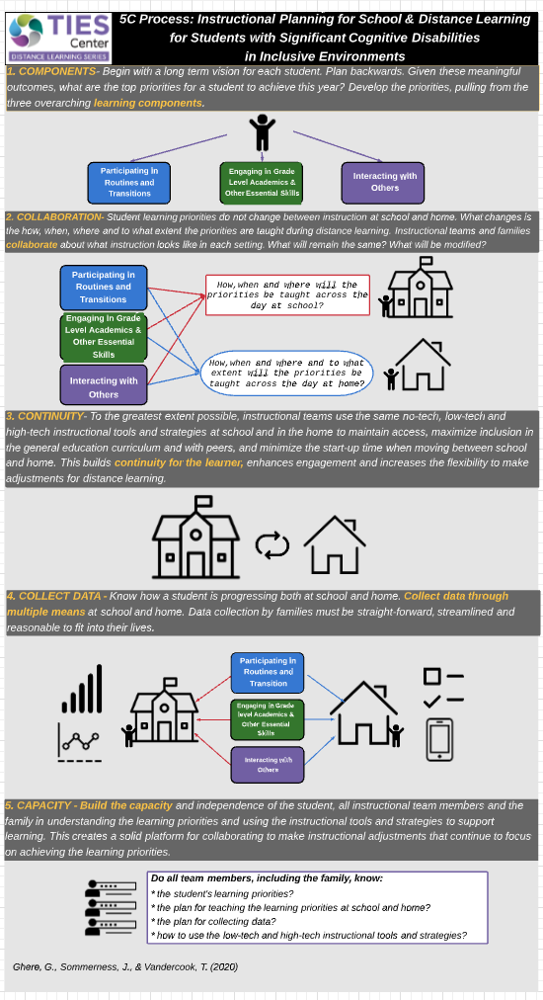 TIES
Center
DISTANCE LEARNING SERIES
5C Process: Instructional Planning for School & Distance Learning
for Students with Significant Cognitive Disabilities
in Inclusive Environments
1. COMPONENTS- Begin with a long term vision for each student. Plan backwards. Given these meaningful
outcomes, what are the top priorities for a student to achieve this year? Develop the priorities, pulling from the
three overarching learning components.
Participating in
Routines and
Transitions
Engaging in Grade
Level Academics &
Other Essential Skills
Interacting with
Others
2. COLLABORATION- Student learning priorities do not change between instruction at school and home. What changes is
the how, when, where and to what extent the priorities are taught during distance learning. Instructional teams and families
collaborate about what instruction looks like in each setting. What will remain the same? What will be modified?
Participating in
Routines and
Transitions
Engaging in Grade
Level Academics &
Other Essential
Skills
Interacting with
Others
How,when and where will the
priorities be taught across the
day at school?
How,when and where and to what
extent will the priorities be
taught across the day at home?
3. CONTINUITY- To the greatest extent possible, instructional teams use the same no-tech, low-tech and
high-tech instructional tools and strategies at school and in the home to maintain access, maximize inclusion in
the general education curriculum and with peers, and minimize the start-up time when moving between school
and home. This builds continuity for the learner, enhances engagement and increases the flexibility to make
adjustments for distance learning.
4. COLLECT DATA - Know how a student is progressing both at school and home. Collect data through
multiple means at school and home. Data collection by families must be straight-forward, streamlined and
reasonable to fit into their lives.
Participating in
Routines and
Transition
Engaging in Grade
level Academics &
Other Essential
Skills
Interacting with
Others
5. CAPACITY - Build the capacity and independence of the student, all instructional team members and the
family in understanding the learning priorities and using the instructional tools and strategies to support
learning. This creates a solid platform for collaborating to make instructional adjustments that continue to focus
on achieving the learning priorities.
Do all team members, including the family, know:
* the student's learning priorities?
* the plan for teaching the learning priorities at school and home?
* the plan for collecting data?
* how to use the low-tech and high-tech instructional tools and strategies?
Ghere, G., Sommerness, J., & Vandercook, T. (2020)